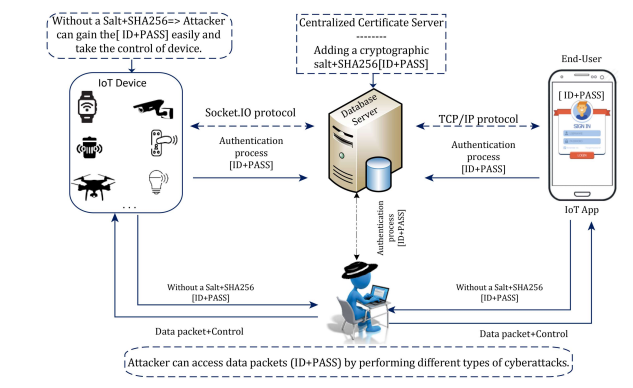 Without a Salt+SHA256=> Attacker
can gain the[ ID+PASS] easily and
take the control of device.
Centralized Certificate Server
--------
Adding a cryptographic
salt+SHA256[ID+PASS]
End-User
IoT Device
. . .
Socket.IO protocol
Authentication
process
[ID+PASS]
Database
Server
TCP/IP protocol
Authentication
process
[ID+PASS]
[ ID+PASS]
SIGN IN
LOGIN
IoT App
Authentication
process
[ID+PASS]
Without a Salt+SHA256
[ID+PASS]
Data packet+Control
Without a Salt+SHA256
[ID+PASS]
Data packet+Control
Attacker can access data packets (ID+PASS) by performing different types of cyberattacks.